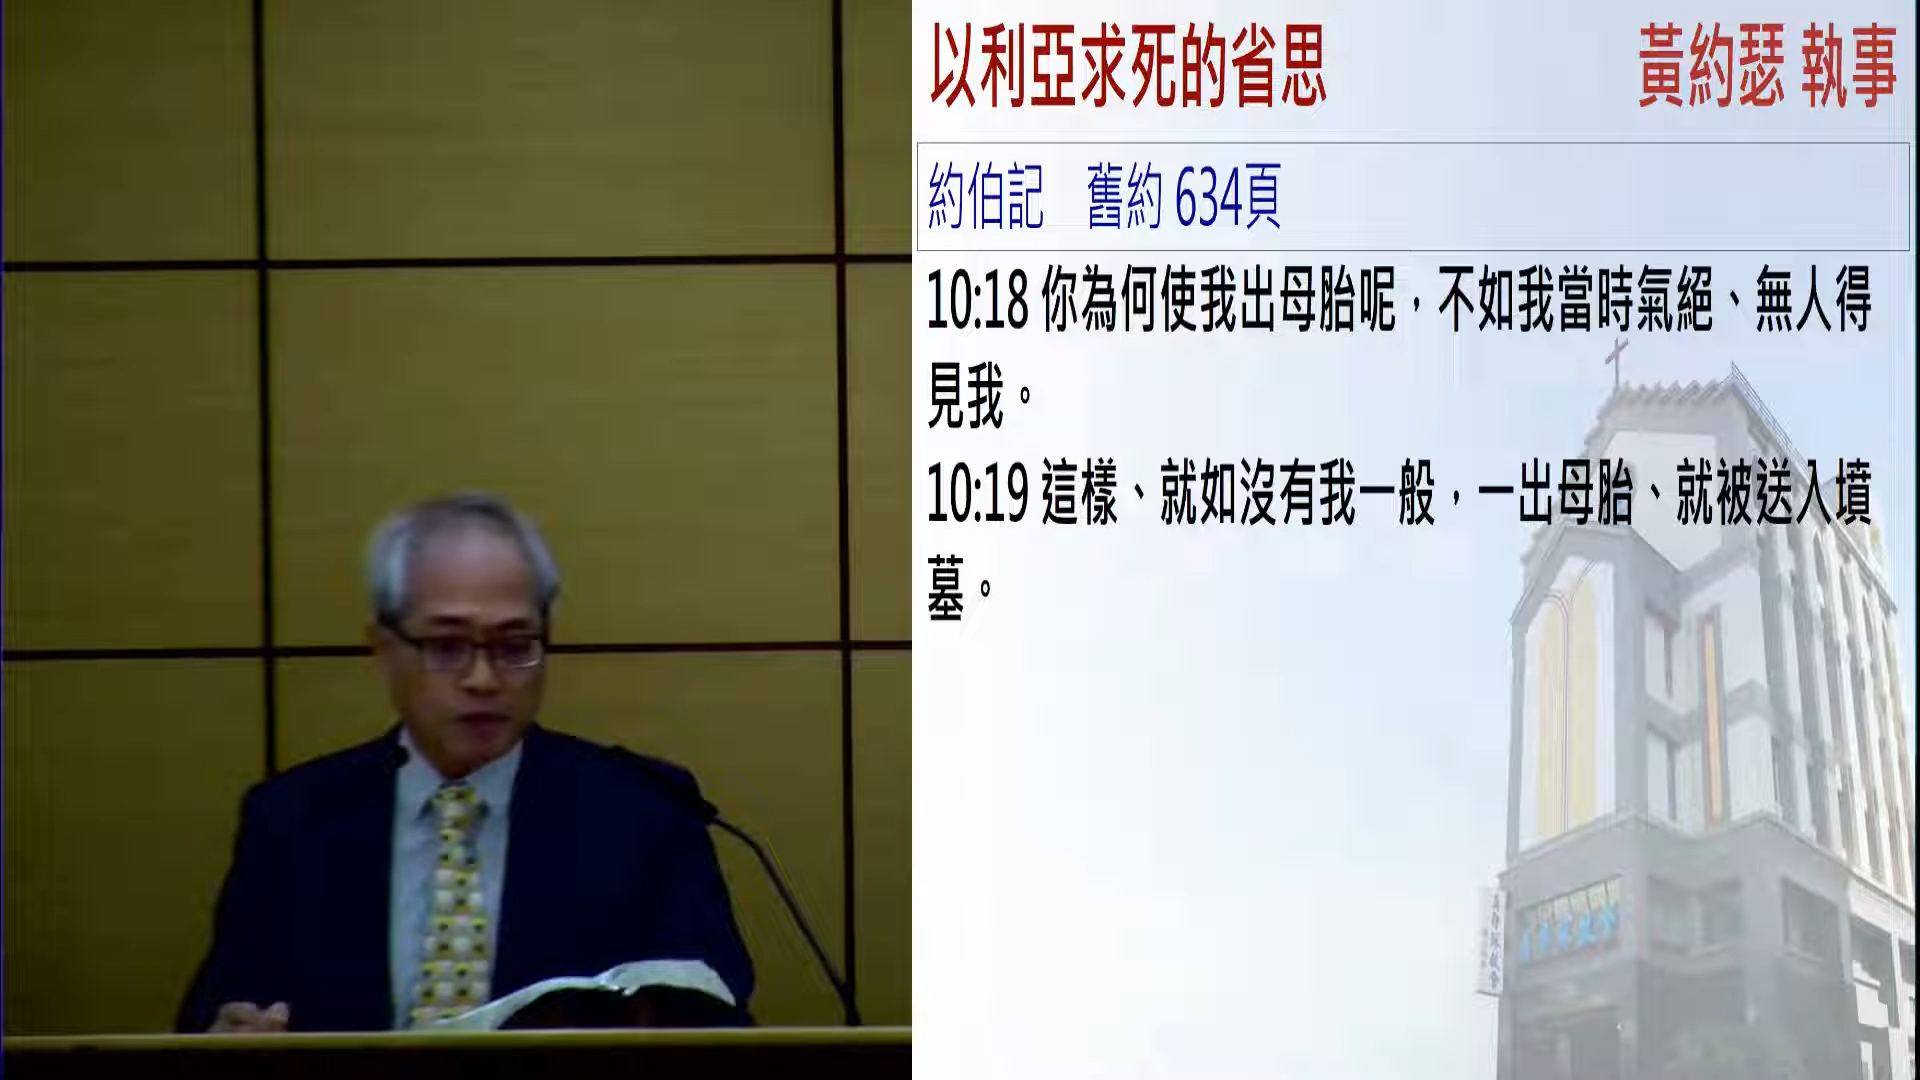 以利亞求死的省思
黃約瑟 執事
約伯記 舊約 634頁
10:18 你為何使我出母胎呢，不如我當時氣絕、無人得
見我。
10:19 這樣、就如沒有我一般，一出母胎、就被送入墳
墓。